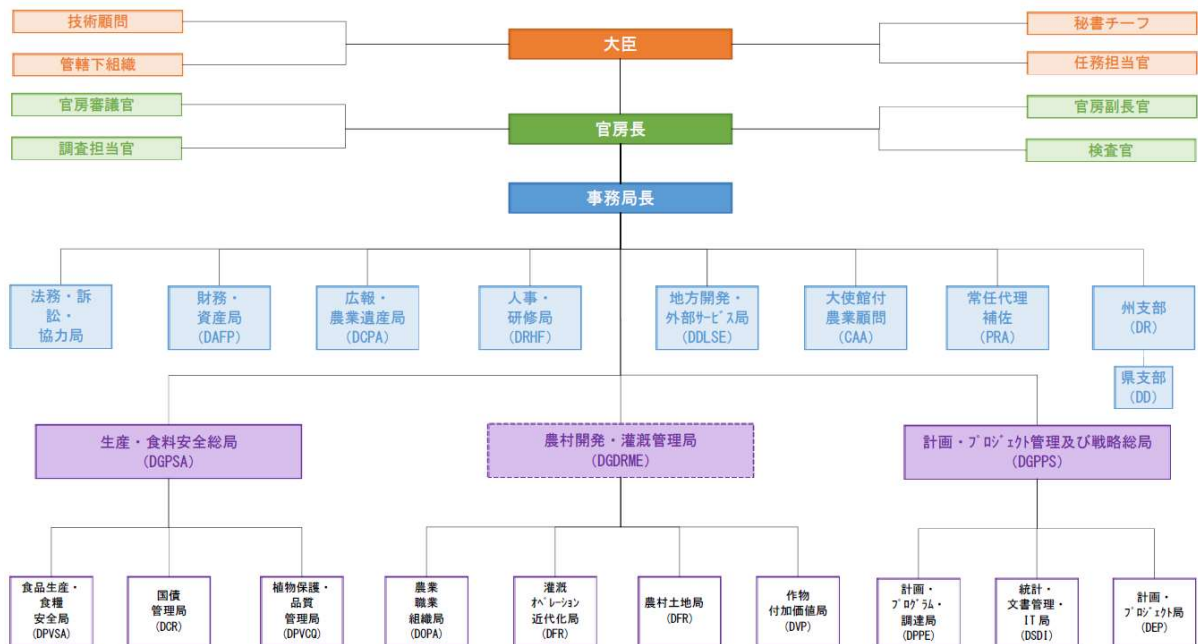 技術顧問
大臣
秘書チーフ
管轄下組織
任務担当官
官房審議官
官房長
官房副長官
調査担当官
検査官
事務局長
法務・訴
訟・
協力局
財務・
資産局
(DAFP)
広報・
農業遺産局
(DCPA)
人事・
研修局
(DRHF)
地方開発・
外部ｻｰﾋﾞｽ局
(DDLSE)
大使館付
農業顧問
(CAA)
常任代理
補佐
(PRA)
州支部
(DR)
県支部
(DD)
生産・食料安全総局
(DGPSA)
農村開発・灌漑管理局
(DGDRME)
計画・ﾌﾟﾛｼﾞｪｸﾄ管理及び戦略総局
(DGPPS)
食品生産・
食糧
安全局
(DPVSA)
国債
管理局
(DCR)
植物保護・
品質
管理局
(DPVCQ)
農業
職業
組織局
(DOPA)
灌漑
ｵﾍﾟﾚｰｼｮﾝ
近代化局
(DFR)
農村土地局
(DFR)
作物
付加価値局
(DVP)
計画・
ﾌﾟﾛｸﾞﾗﾑ・
調達局
(DPPE)
統計・
文書管理・
IT局
(DSDI)
計画・
ﾌﾟﾛｼﾞｪｸﾄ局
(DEP)